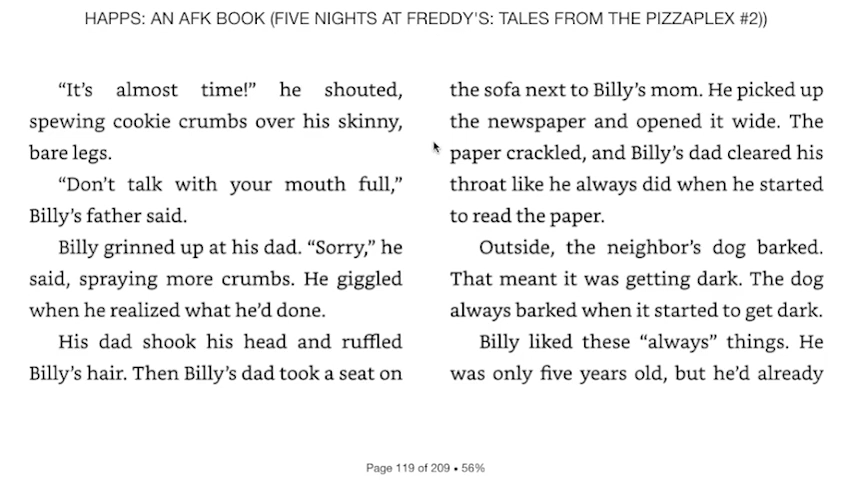 HAPPS: AN AFK BOOK (FIVE NIGHTS AT FREDDY'S: TALES FROM THE PIZZAPLEX #2))
“It’s almost time!” he shouted,
spewing cookie crumbs over his skinny,
bare legs.
“Don’t talk with your mouth full,”
Billy’s father said.
Billy grinned up at his dad. “Sorry,” he
said, spraying more crumbs. He giggled
when he realized what he’d done.
His dad shook his head and ruffled
Billy’s hair. Then Billy’s dad took a seat on
the sofa next to Billy’s mom. He picked up
the newspaper and opened it wide. The
paper crackled, and Billy’s dad cleared his
throat like he always did when he started
to read the paper.
Outside, the neighbor’s dog barked.
That meant it was getting dark. The dog
always barked when it started to get dark.
Billy liked these “always” things. He
was only five years old, but he’d already
Page 119 of 209 • 56%